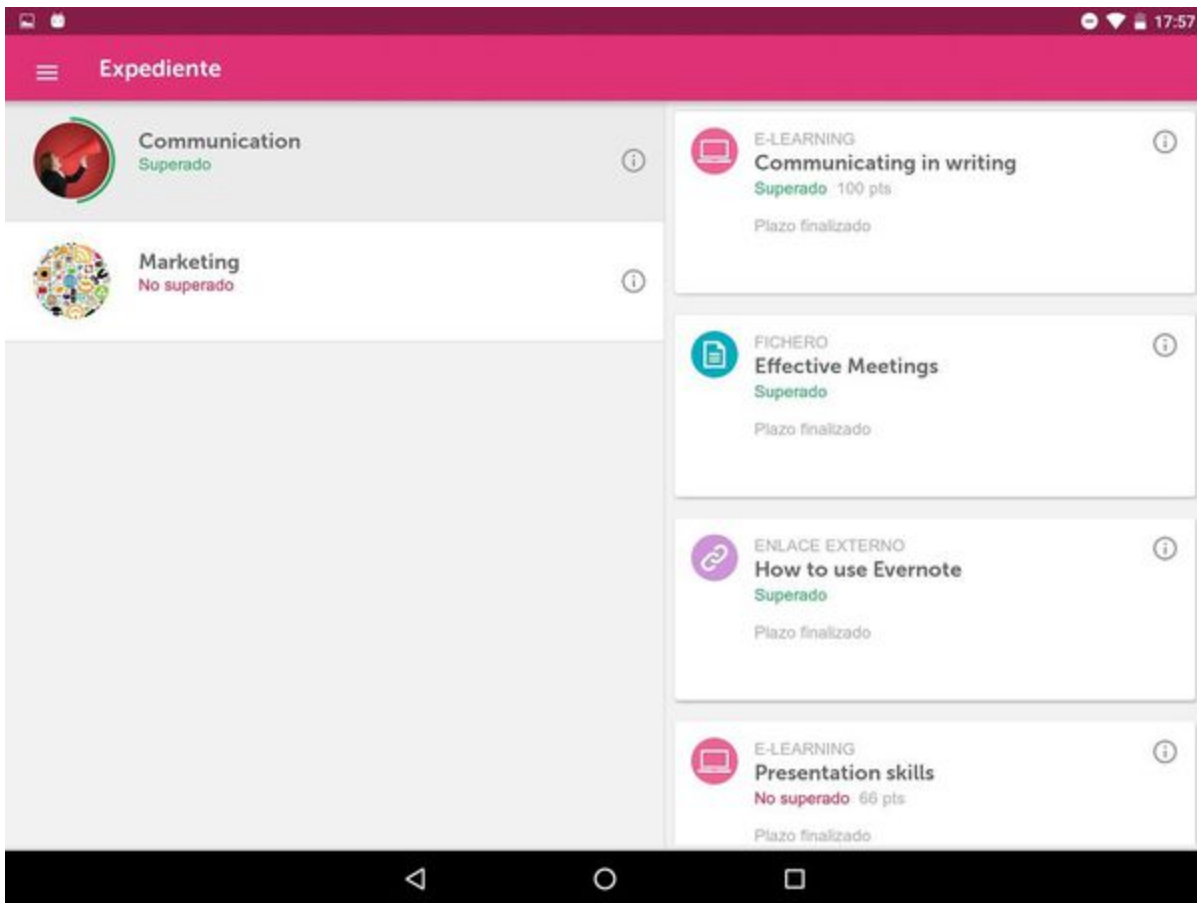 17:57
Expediente
Communication
Superado
Marketing
No superado
E-LEARNING
Communicating in writing
Superado 100 pts
Plazo finalizado
FICHERO
Effective Meetings
Superado
Plazo finalizado
ENLACE EXTERNO
How to use Evernote
Superado
Plazo finalizado
E-LEARNING
Presentation skills
No superado 66 pts
Plazo finalizado